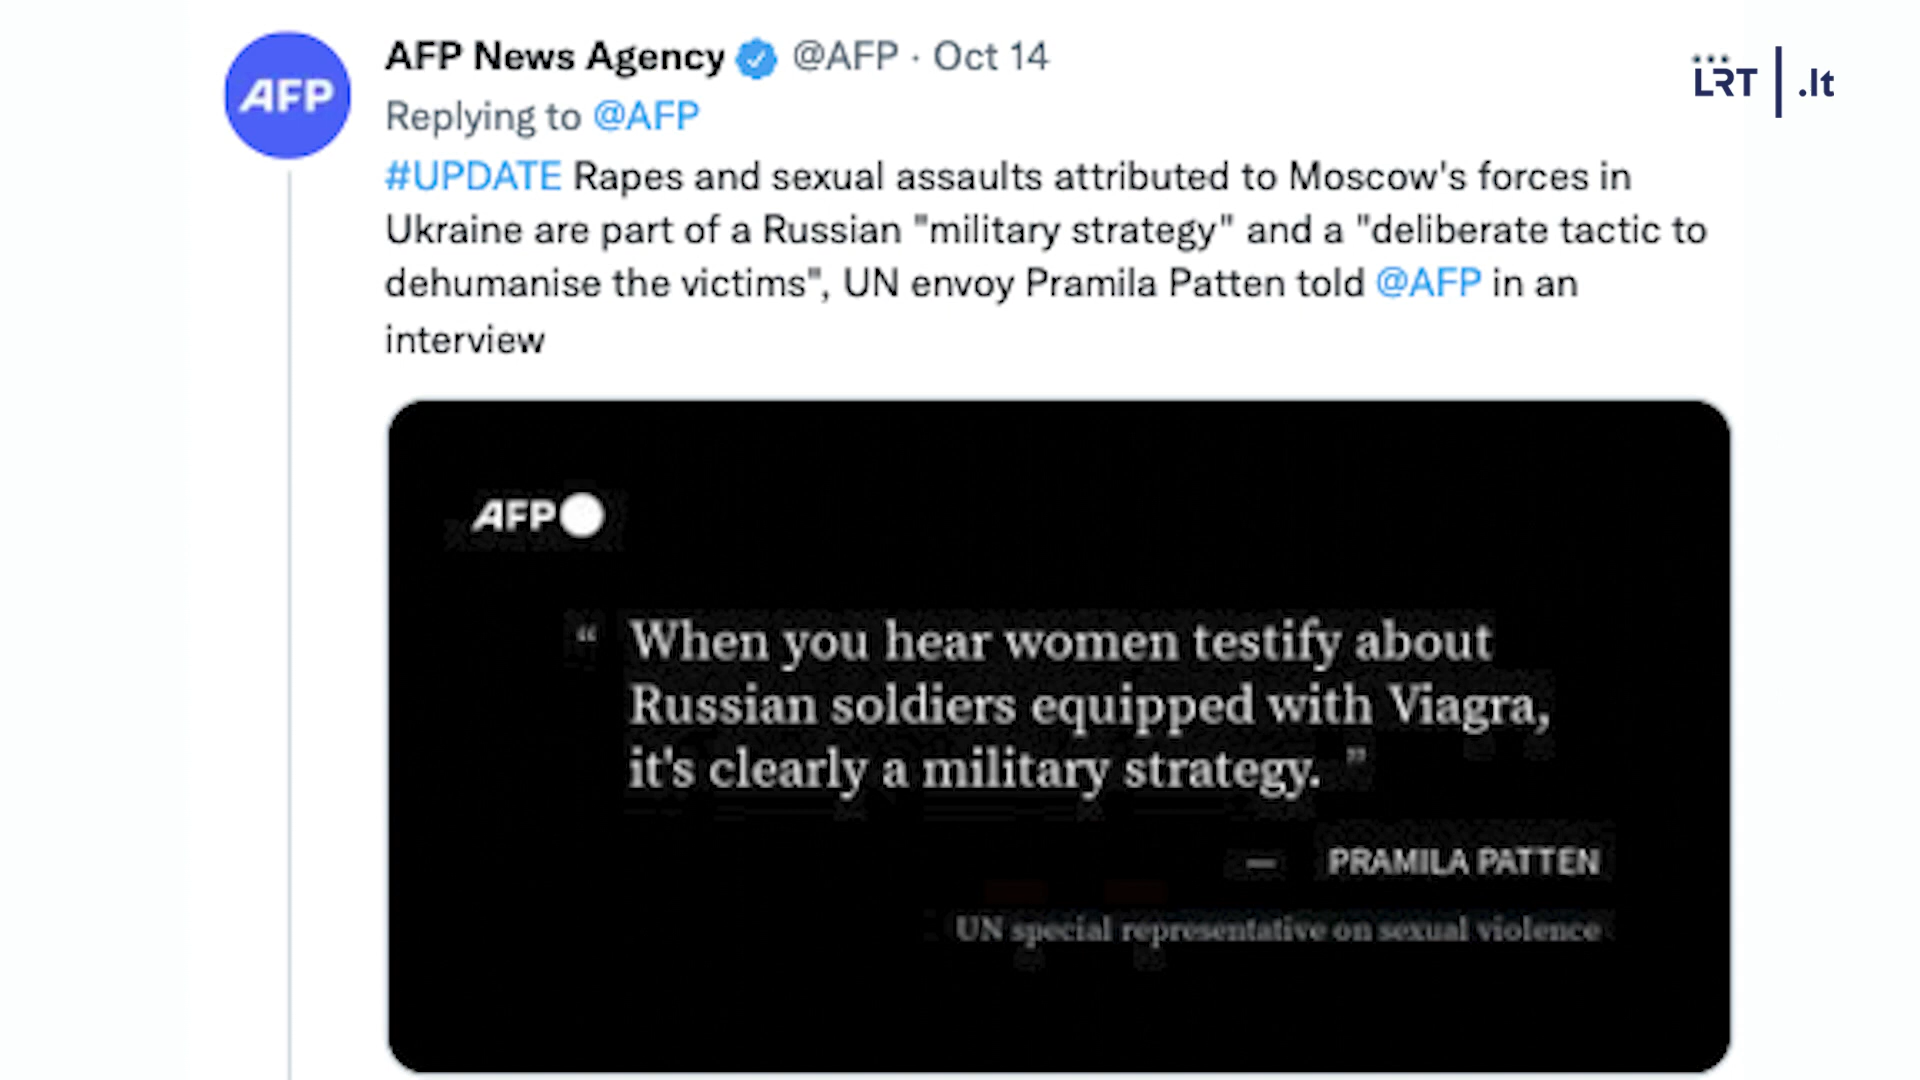 AFP
AFP News Agency @AFP · Oct 14
LRT .lt
Replying to @AFP
#UPDATE Rapes and sexual assaults attributed to Moscow's forces in
Ukraine are part of a Russian "military strategy" and a "deliberate tactic to
dehumanise the victims", UN envoy Pramila Patten told @AFP in an
interview
AFP
“ When you hear women testify about
Russian soldiers equipped with Viagra,
it's clearly a military strategy. ”
— PRAMILA PATTEN
UN special representative on sexual violence